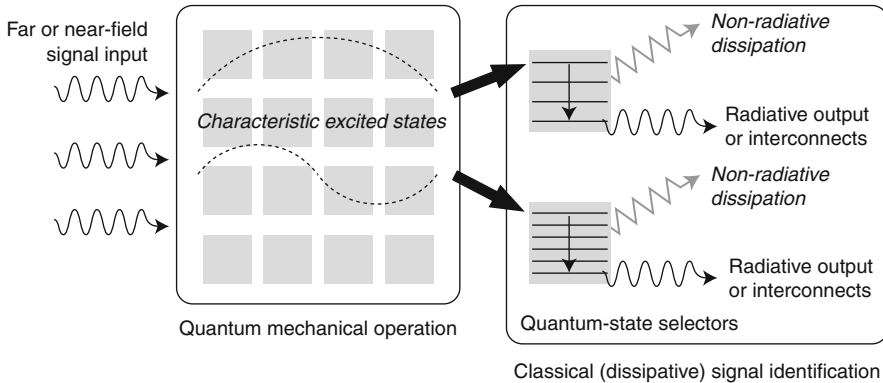 Far or near-field
signal input
Characteristic excited states
Quantum mechanical operation
Non-radiative
dissipation
Radiative output
or interconnects
Non-radiative
dissipation
Radiative output
or interconnects
Quantum-state selectors
Classical (dissipative) signal identification